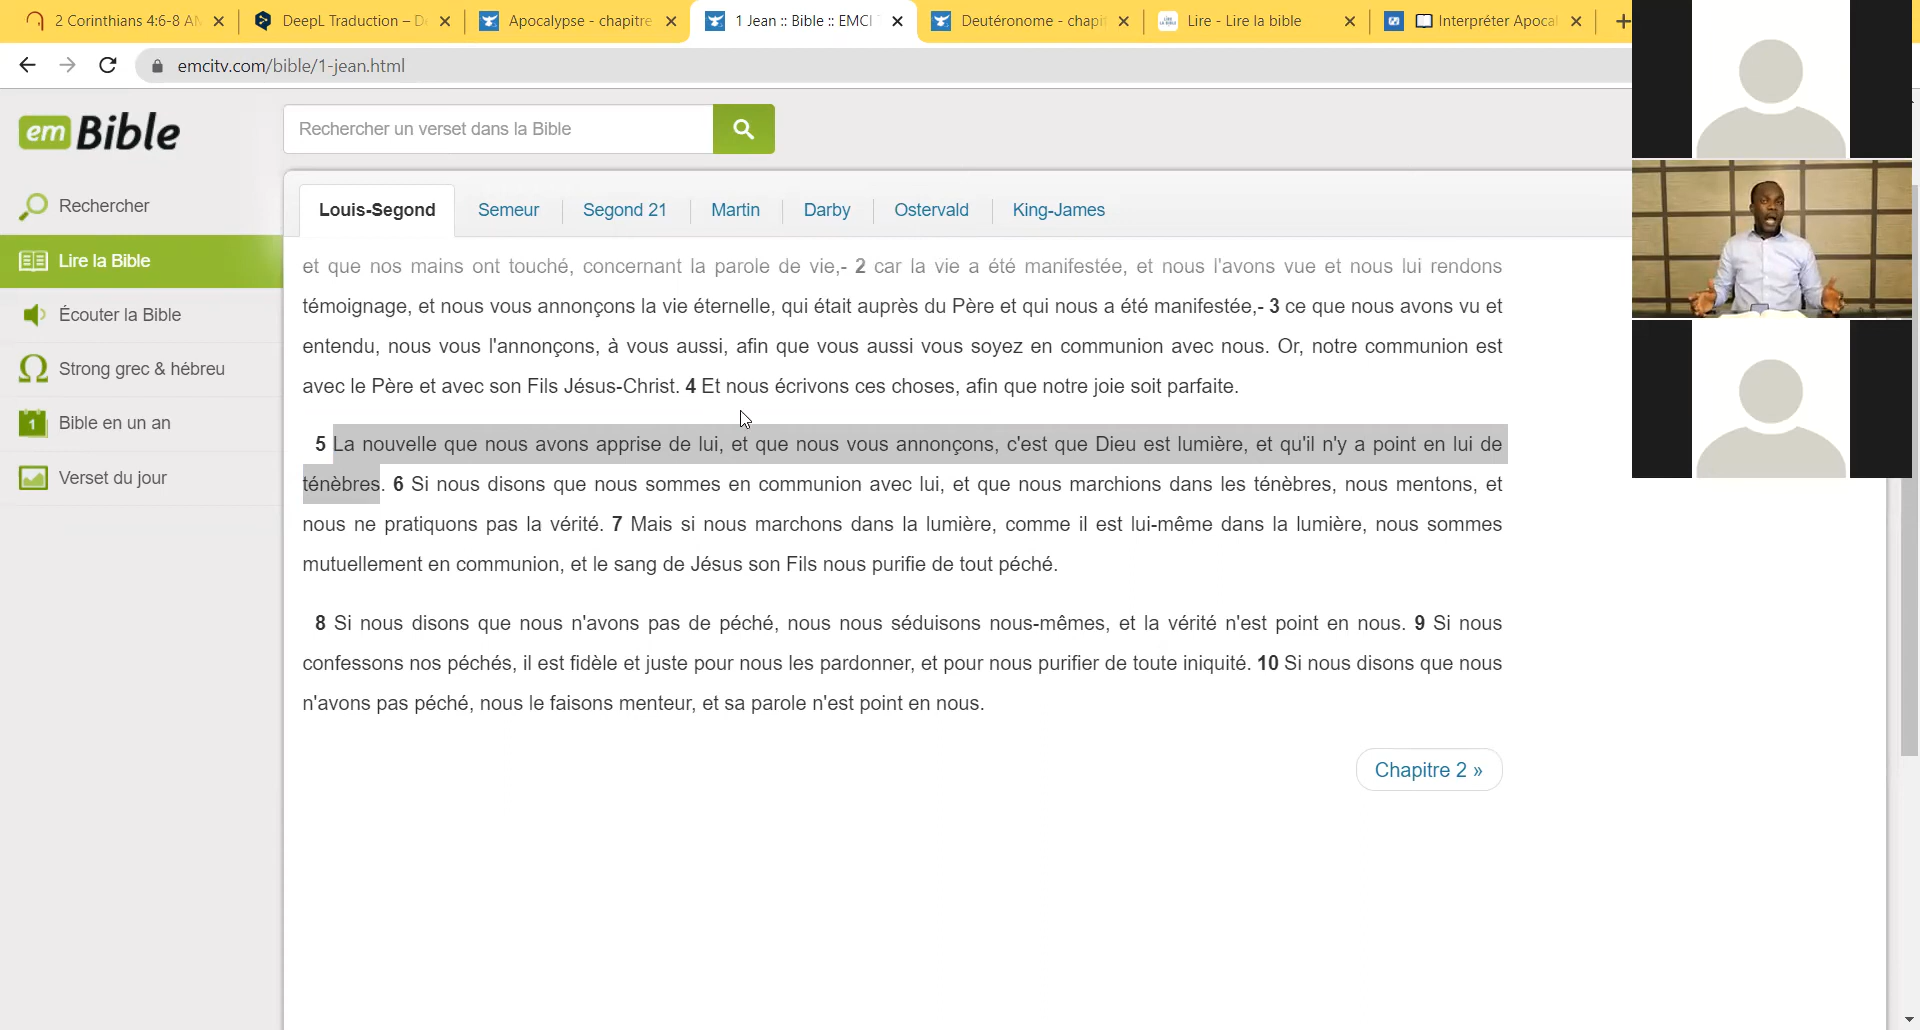 2 Corinthians 4:6-8 A
DeepL Traduction – D
Apocalypse - chapitre
1 Jean :: Bible :: EMCI
Deutéronome - chapit
Lire - Lire la bible
Interpréter Apocal
emcitv.com/bible/1-jean.html
em Bible
Rechercher un verset dans la Bible
Rechercher
Lire la Bible
Écouter la Bible
Strong grec & hébreu
1 Bible en un an
Verset du jour
Louis-Segond Semeur Segond 21 Martin Darby Ostervald King-James
et que nos mains ont touché, concernant la parole de vie,- 2 car la vie a été manifestée, et nous l'avons vue et nous lui rendons
témoignage, et nous vous annonçons la vie éternelle, qui était auprès du Père et qui nous a été manifestée,- 3 ce que nous avons vu et
entendu, nous vous l'annonçons, à vous aussi, afin que vous aussi vous soyez en communion avec nous. Or, notre communion est
avec le Père et avec son Fils Jésus-Christ. 4 Et nous écrivons ces choses, afin que notre joie soit parfaite.
5 La nouvelle que nous avons apprise de lui, et que nous vous annonçons, c'est que Dieu est lumière, et qu'il n'y a point en lui de
ténèbres. 6 Si nous disons que nous sommes en communion avec lui, et que nous marchions dans les ténèbres, nous mentons, et
nous ne pratiquons pas la vérité. 7 Mais si nous marchons dans la lumière, comme il est lui-même dans la lumière, nous sommes
mutuellement en communion, et le sang de Jésus son Fils nous purifie de tout péché.
8 Si nous disons que nous n'avons pas de péché, nous nous séduisons nous-mêmes, et la vérité n'est point en nous. 9 Si nous
confessons nos péchés, il est fidèle et juste pour nous les pardonner, et pour nous purifier de toute iniquité. 10 Si nous disons que nous
n'avons pas péché, nous le faisons menteur, et sa parole n'est point en nous.
Chapitre 2 »